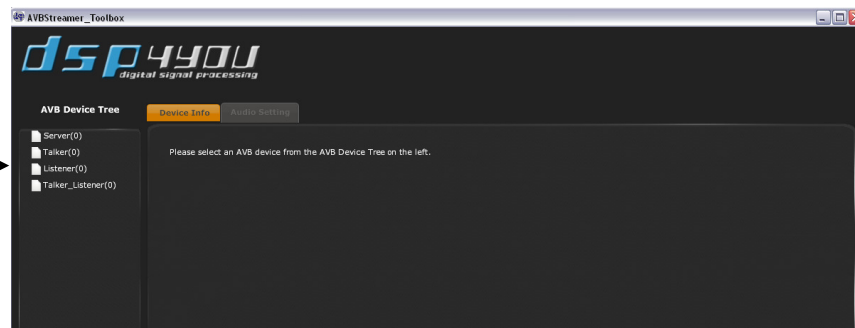 AVBStreamer_Toolbox
dsp4YOU
digital signal processing
AVB Device Tree
Device Info
Audio Setting
Server(0)
Talker(0)
Listener(0)
Talker_Listener(0)
Please select an AVB device from the AVB Device Tree on the left.